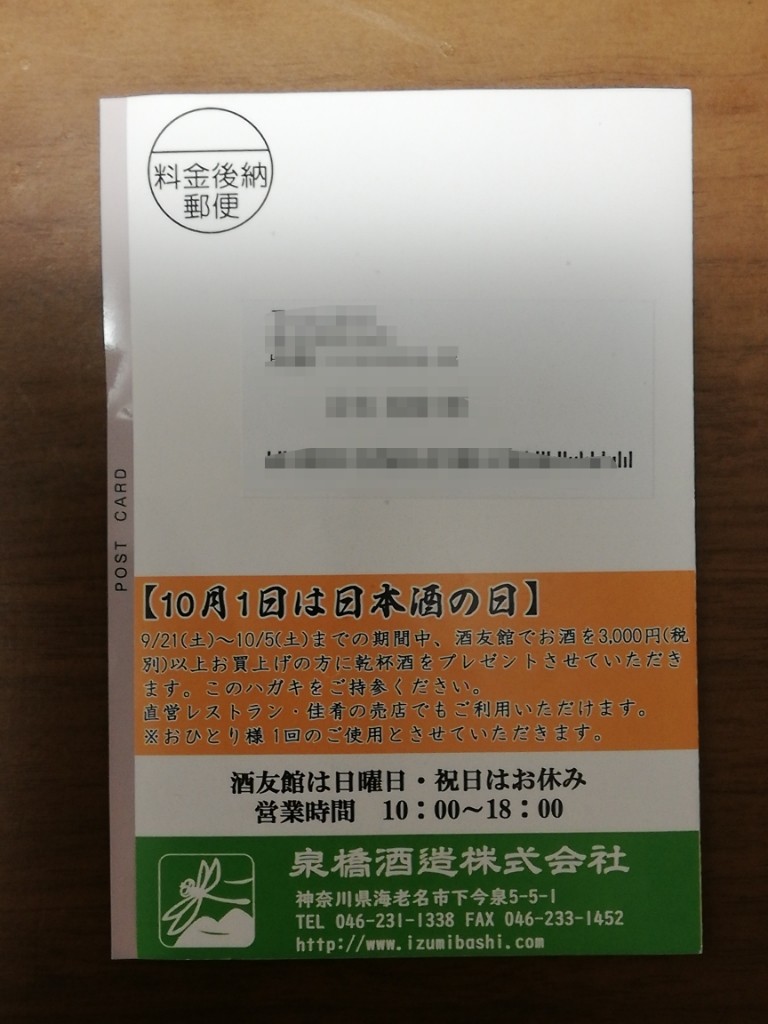 料金後納
郵便
POST CARD
【10月1日は日本酒の日】
9/21(土)～10/5(土)までの期間中、酒友館でお酒を3,000円(税
別)以上お買上げの方に乾杯酒をプレゼントさせていただき
ます。このハガキをご持参ください。
直営レストラン・佳肴の売店でもご利用いただけます。
※おひとり様1回のご使用とさせていただきます。
酒友館は日曜日・祝日はお休み
営業時間 10：00～18：00
泉橋酒造株式会社
神奈川県海老名市下今泉5-5-1
TEL 046-231-1338 FAX 046-233-1452
http://www.izumibashi.com